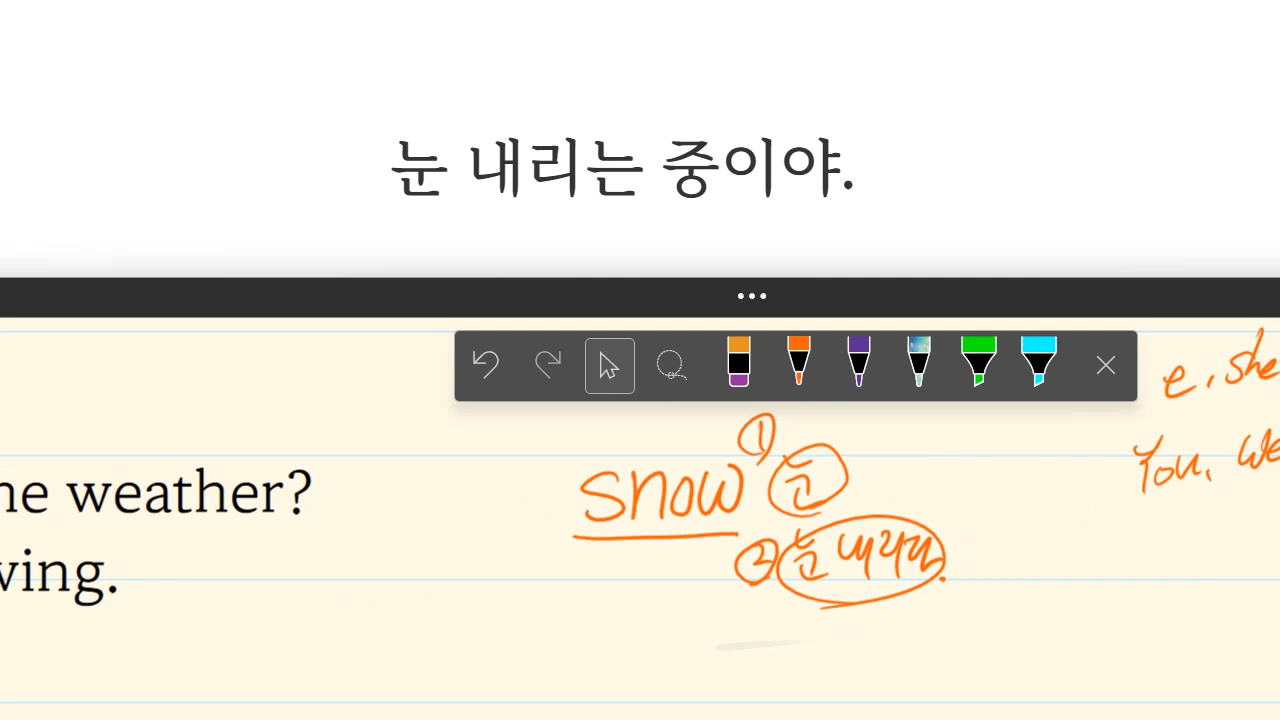 눈 내리는 중이야.
e, she
You, we
he weather?
snow ① 눈
wing.
② 눈 내리다.